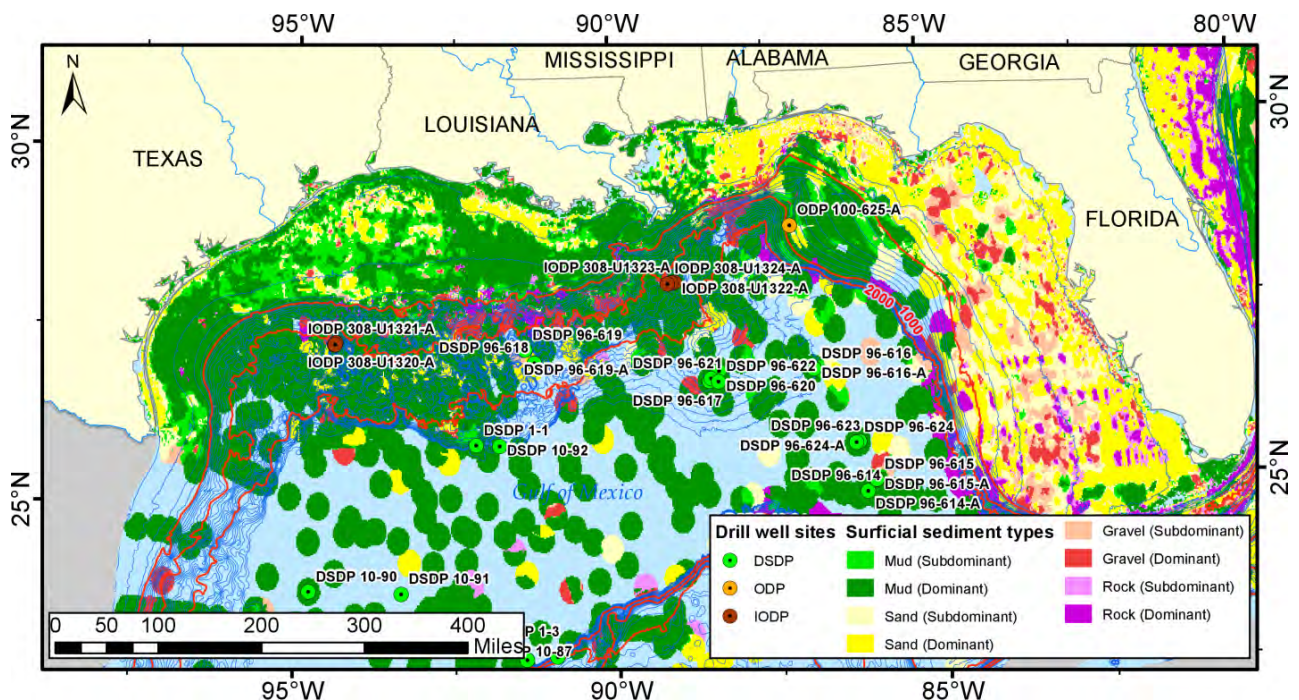 95°W
90°W
85°W
80°W
N
MISSISSIPPI
ALABAMA
GEORGIA
LOUISIANA
TEXAS
FLORIDA
30°N
30°N
ODP 100-625-A
IODP 308-U1323-A
IODP 308-U1324-A
IODP 308-U1322-A
2000
1000
IODP 308-U1321-A
DSDP 96-619
DSDP 96-618
IODP 308-U1320-A
DSDP 96-616
DSDP 96-621
DSDP 96-622
DSDP 96-619-A
DSDP 96-616-A
DSDP 96-620
DSDP 96-617
DSDP 1-1
DSDP 96-623
DSDP 96-624
DSDP 10-92
DSDP 96-624-A
DSDP 96-615
DSDP 96-614
DSDP 96-615-A
DSDP 96-614-A
25°N
25°N
Gulf of Mexico
DSDP 10-90
DSDP 10-91
P 1-3
P 10-87
0 50 100 200 300 400
Miles
Drill well sites
DSDP
ODP
IODP
Surficial sediment types
Mud (Subdominant)
Mud (Dominant)
Sand (Subdominant)
Sand (Dominant)
Gravel (Subdominant)
Gravel (Dominant)
Rock (Subdominant)
Rock (Dominant)
95°W
90°W
85°W